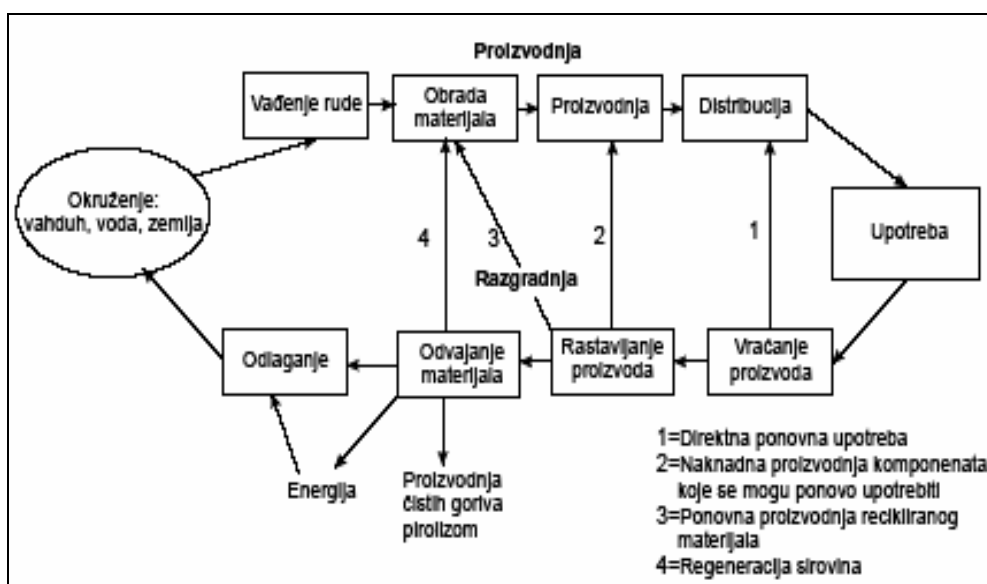 Proizvodnja
Vađenje rude
Obrada
materijala
Proizvodnja
Distribucija
Okruženje:
vahduh, voda, zemlja
4
3
2
1
Upotreba
Razgradnja
Odlaganje
Odvajanje
materijala
Rastavljanje
proizvoda
Vraćanje
proizvoda
Energija
Proizvodnja
čistih goriva
pirolizom
1=Direktna ponovna upotreba
2=Naknadna proizvodnja komponenata
koje se mogu ponovo upotrebiti
3=Ponovna proizvodnja recikliranog
materijala
4=Regeneracija sirovina